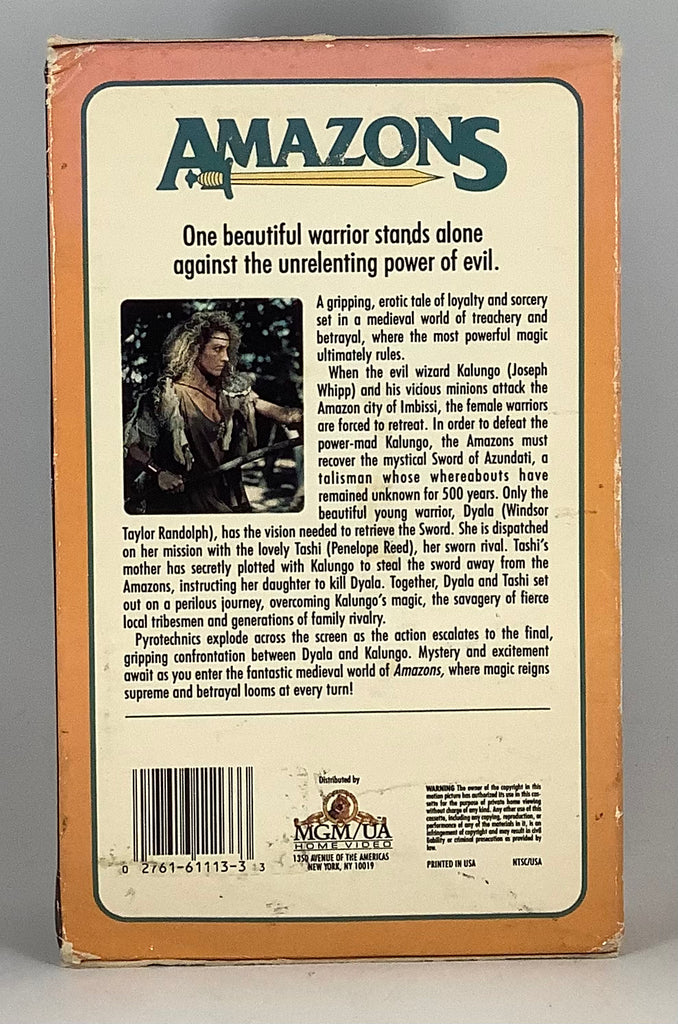 AMAZONS
One beautiful warrior stands alone
against the unrelenting power of evil.
A gripping, erotic tale of loyalty and sorcery
set in a medieval world of treachery and
betrayal, where the most powerful magic
ultimately rules.
When the evil wizard Kalungo (Joseph
Whipp) and his vicious minions attack the
Amazon city of Imbissi, the female warriors
are forced to retreat. In order to defeat the
power-mad Kalungo, the Amazons must
recover the mystical Sword of Azundati, a
talisman whose whereabouts have
remained unknown for 500 years. Only the
beautiful young warrior, Dyala (Windsor
Taylor Randolph), has the vision needed to retrieve the Sword. She is dispatched
on her mission with the lovely Tashi (Penelope Reed), her sworn rival. Tashi's
mother has secretly plotted with Kalungo to steal the sword away from the
Amazons, instructing her daughter to kill Dyala. Together, Dyala and Tashi set
out on a perilous journey, overcoming Kalungo's magic, the savagery of fierce
local tribesmen and generations of family rivalry.
Pyrotechnics explode across the screen as the action escalates to the final,
gripping confrontation between Dyala and Kalungo. Mystery and excitement
await as you enter the fantastic medieval world of Amazons, where magic reigns
supreme and betrayal looms at every turn!
0 2761-61113-3 3
Distributed by
MGM/UA
HOME VIDEO
1350 AVENUE OF THE AMERICAS
NEW YORK, NY 10019
WARNING The owner of the copyright in this
motion picture has authorized its use in this cas-
sette for the purpose of private home viewing
without charge of any kind. Any other use of this
cassette, including any copying, reproduction, or
performance of any of the materials in it, is an
infringement of copyright and may result in civil
liability or criminal prosecution as provided by
law.
PRINTED IN USA
NTSC/USA